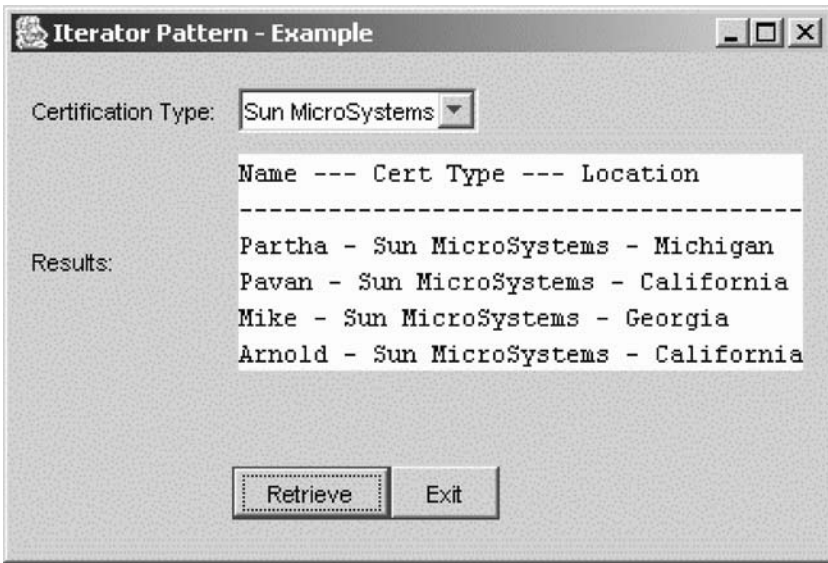 Iterator Pattern - Example
Certification Type: Sun MicroSystems
Name --- Cert Type --- Location
---------------------------------------
Results:
Partha - Sun MicroSystems - Michigan
Pavan - Sun MicroSystems - California
Mike - Sun MicroSystems - Georgia
Arnold - Sun MicroSystems - California
Retrieve Exit